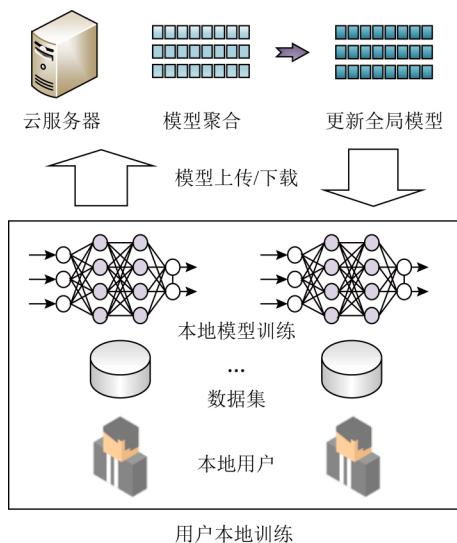 云服务器 模型聚合 更新全局模型
模型上传/下载
本地模型训练
...
数据集
本地用户
用户本地训练